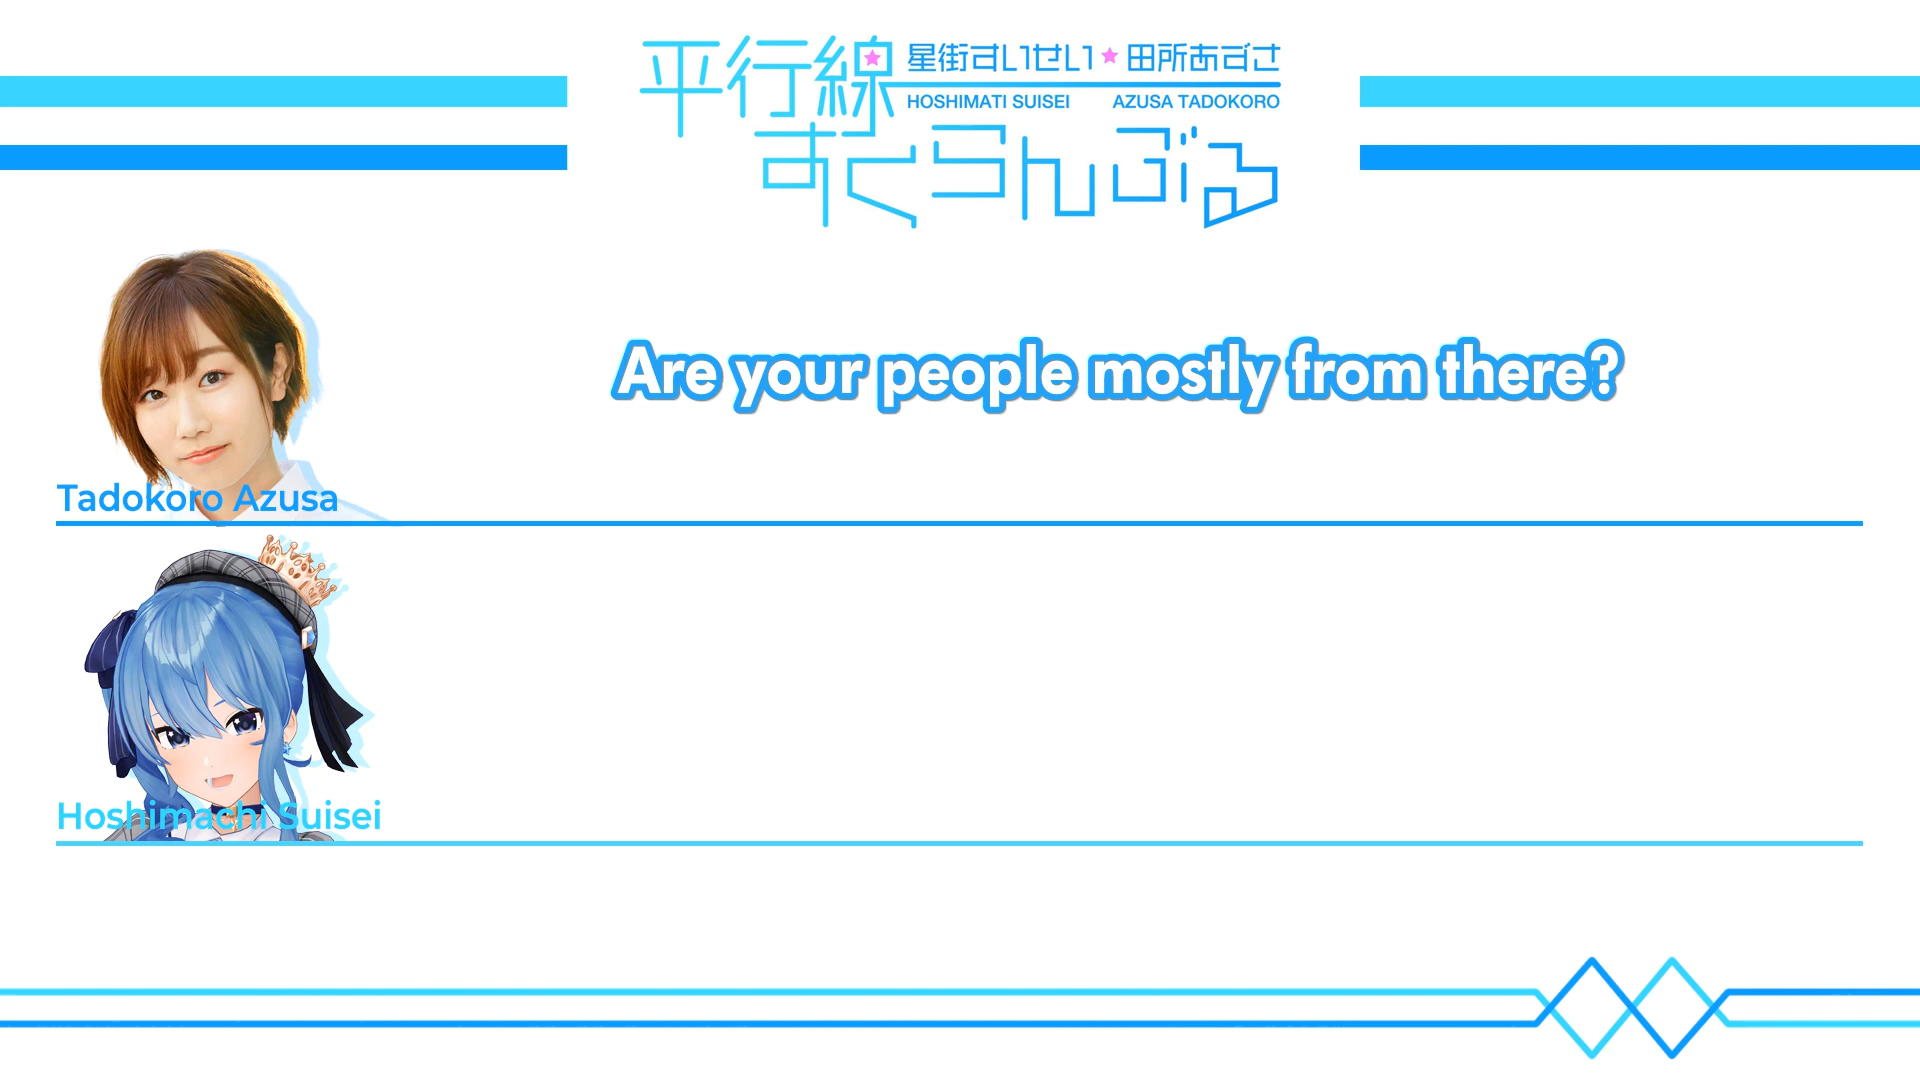 平行線
星街すいせい★田所あずさ
HOSHIMATI SUISEI AZUSA TADOKORO
すくらんぶる
Are your people mostly from there?
Tadokoro Azusa
Hoshimachi Suisei